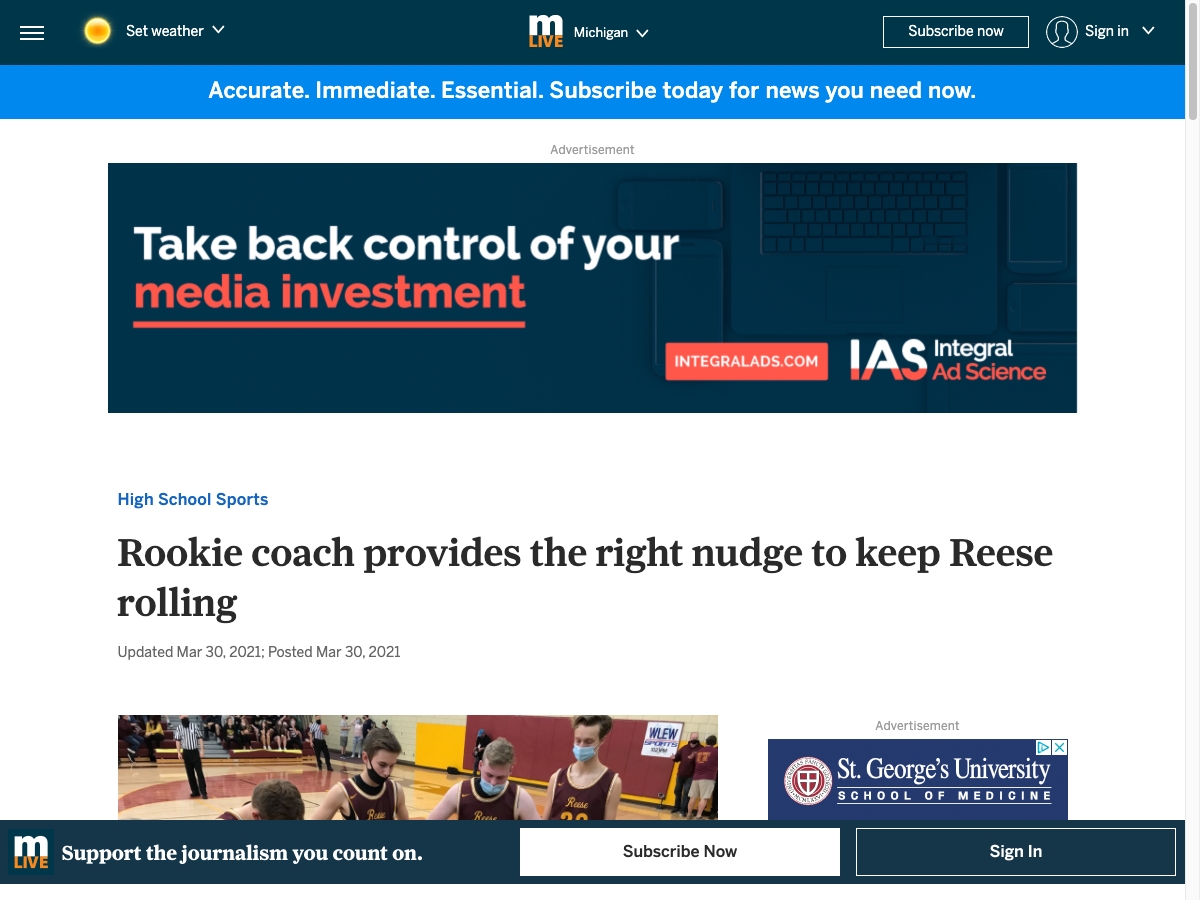 Set weather
m
LIVE
Michigan
Subscribe now
Sign in
Accurate. Immediate. Essential. Subscribe today for news you need now.
Advertisement
Take back control of your
media investment
INTEGRALADS.COM
IAS Integral
Ad Science
High School Sports
Rookie coach provides the right nudge to keep Reese
rolling
Updated Mar 30, 2021; Posted Mar 30, 2021
WLEW
SPORTS
Reese
Reese
Reese
Advertisement
St. George's University
SCHOOL OF MEDICINE
m
LIVE
Support the journalism you count on.
Subscribe Now
Sign In